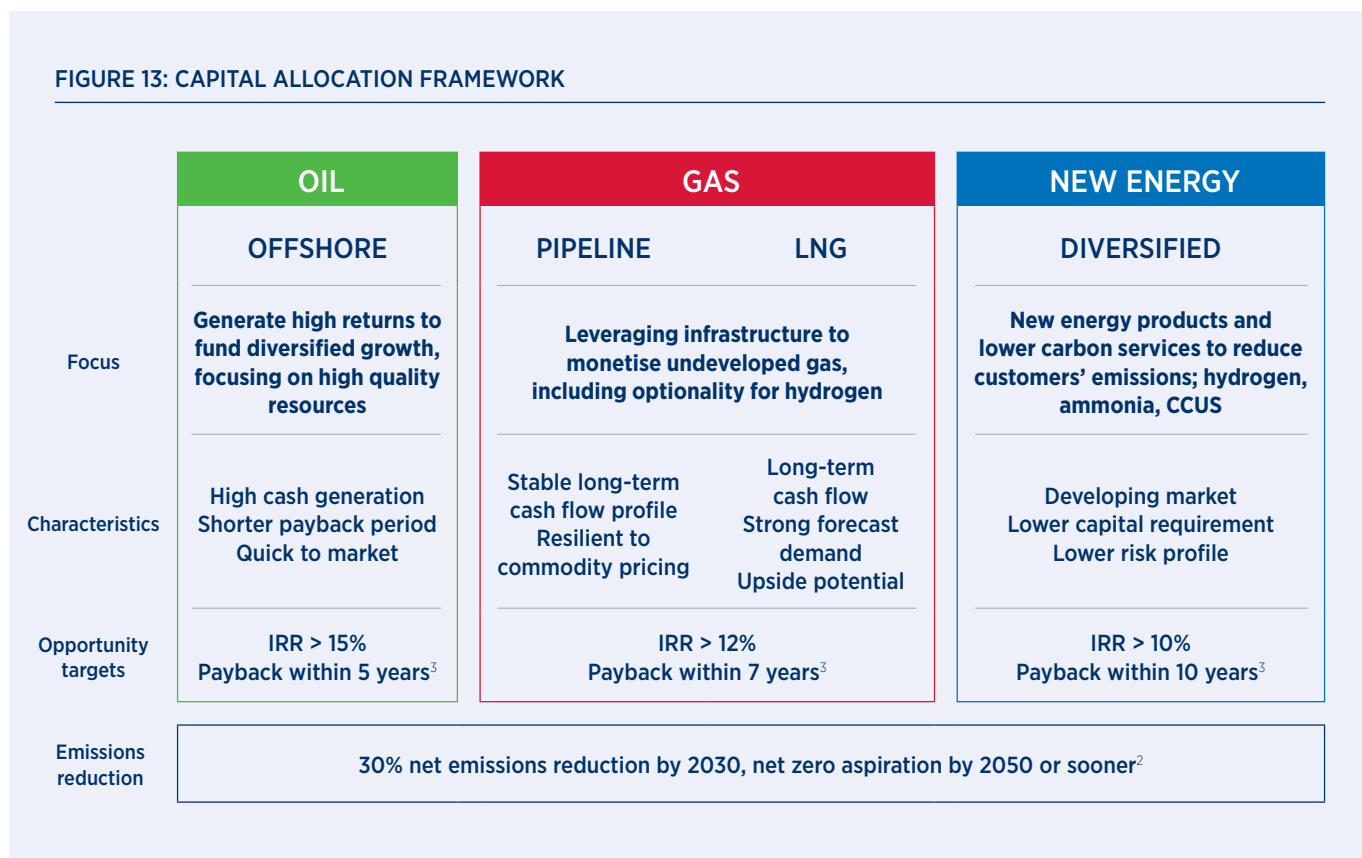 FIGURE 13: CAPITAL ALLOCATION FRAMEWORK
OIL
GAS
NEW ENERGY
OFFSHORE
PIPELINE
LNG
DIVERSIFIED
Focus
Generate high returns to
fund diversified growth,
focusing on high quality
resources
Leveraging infrastructure to
monetise undeveloped gas,
including optionality for hydrogen
New energy products and
lower carbon services to reduce
customers’ emissions; hydrogen,
ammonia, CCUS
Characteristics
High cash generation
Shorter payback period
Quick to market
Stable long-term
cash flow profile
Resilient to
commodity pricing
Long-term
cash flow
Strong forecast
demand
Upside potential
Developing market
Lower capital requirement
Lower risk profile
Opportunity
targets
IRR > 15%
Payback within 5 years³
IRR > 12%
Payback within 7 years³
IRR > 10%
Payback within 10 years³
Emissions
reduction
30% net emissions reduction by 2030, net zero aspiration by 2050 or sooner²